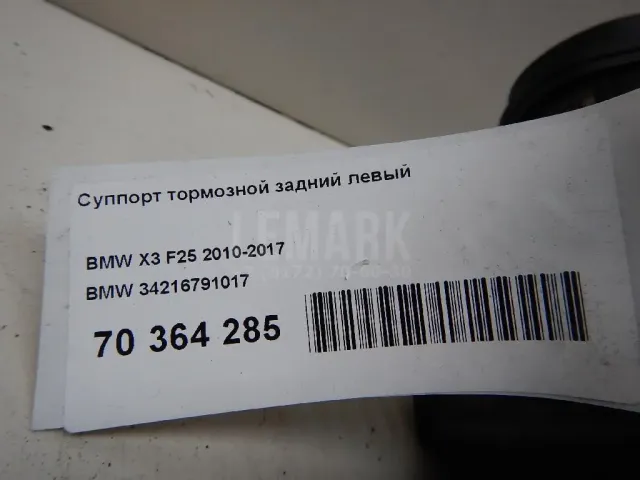 Суппорт тормозной задний левый
LEMARK
BMW X3 F25 2010-2017
BMW 34216791017
70 364 285